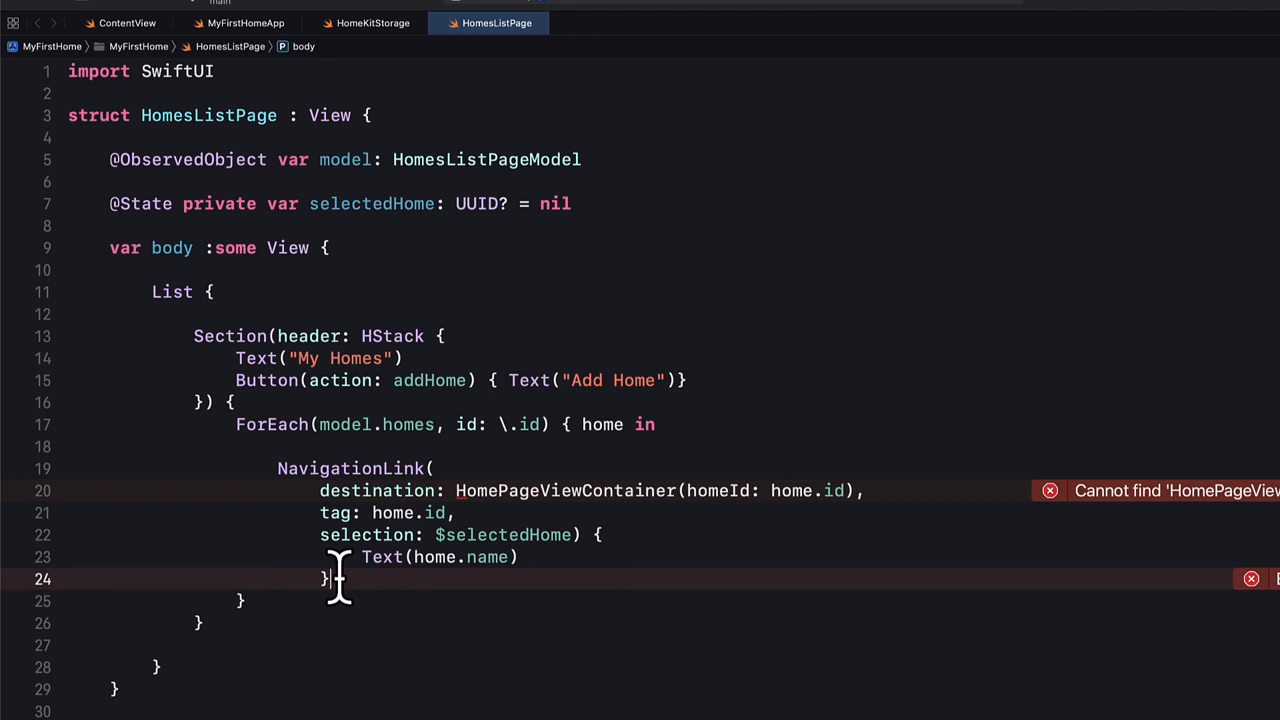 main
ContentView MyFirstHomeApp HomeKitStorage HomesListPage
MyFirstHome MyFirstHome HomesListPage P body
1 import SwiftUI
2
3 struct HomesListPage : View {
4
5 @ObservedObject var model: HomesListPageModel
6
7 @State private var selectedHome: UUID? = nil
8
9 var body :some View {
10
11 List {
12
13 Section(header: HStack {
14 Text("My Homes")
15 Button(action: addHome) { Text("Add Home")}
16 }) {
17 ForEach(model.homes, id: \.id) { home in
18
19 NavigationLink(
20 destination: HomePageViewContainer(homeId: home.id), Cannot find 'HomePageView
21 tag: home.id,
22 selection: $selectedHome) {
23 Text(home.name)
24 }
25 }
26 }
27
28 }
29 }
30